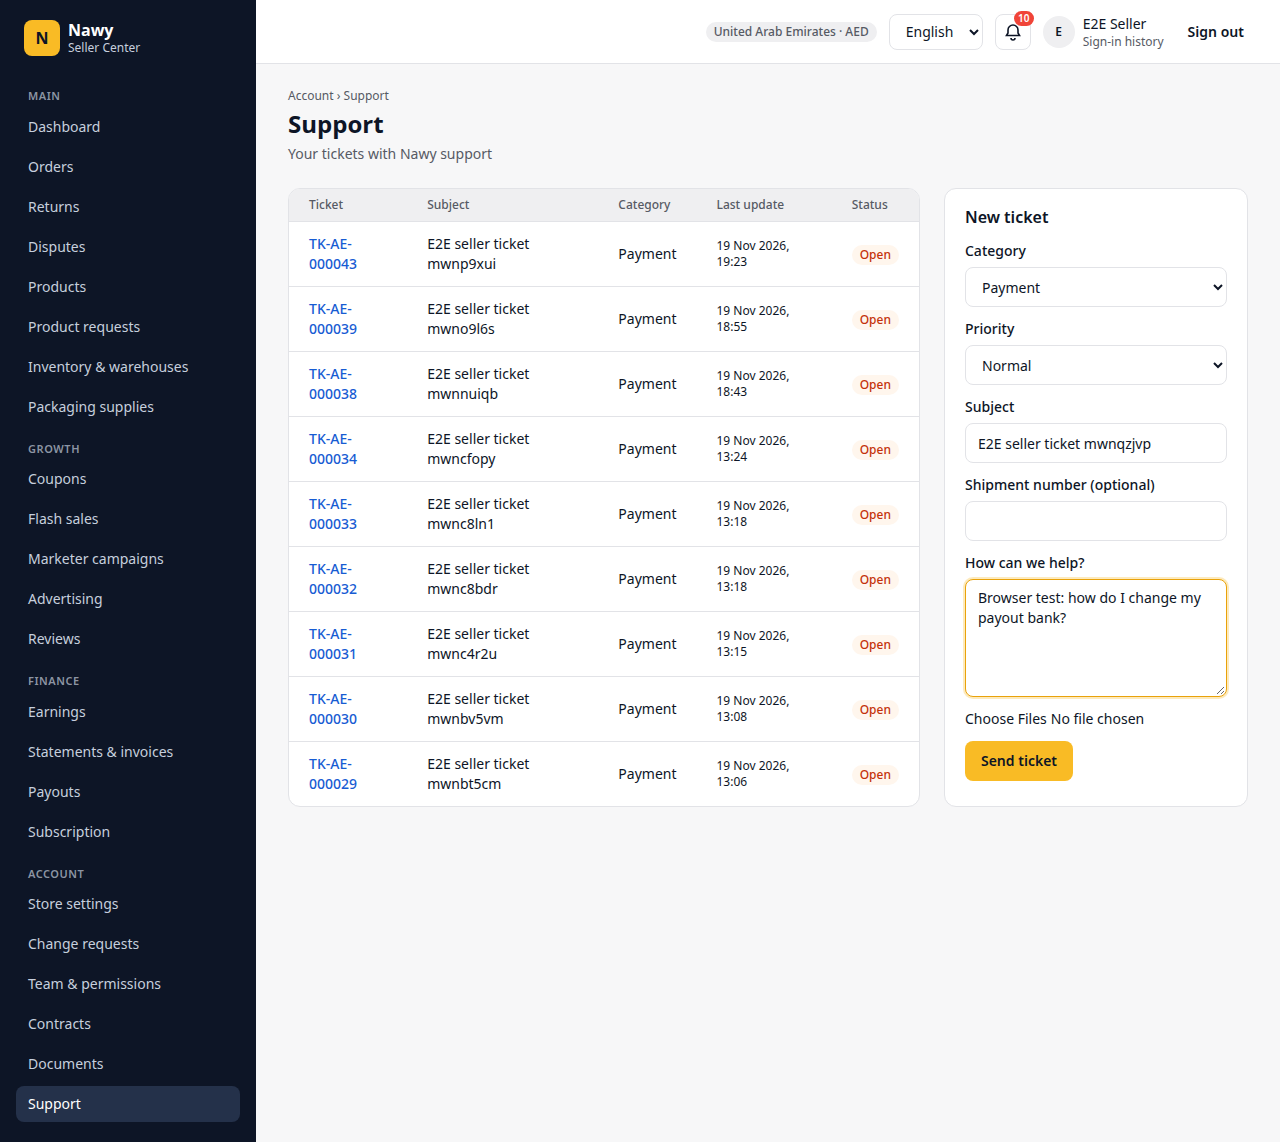 N
Nawy
Seller Center
MAIN
Dashboard
Orders
Returns
Disputes
Products
Product requests
Inventory & warehouses
Packaging supplies
GROWTH
Coupons
Flash sales
Marketer campaigns
Advertising
Reviews
FINANCE
Earnings
Statements & invoices
Payouts
Subscription
ACCOUNT
Store settings
Change requests
Team & permissions
Contracts
Documents
Support
United Arab Emirates · AED
English
10
E
E2E Seller
Sign-in history
Sign out
Account › Support
Support
Your tickets with Nawy support
Ticket Subject Category Last update Status
TK-AE-000043 E2E seller ticket mwnp9xui Payment 19 Nov 2026, 19:23 Open
TK-AE-000039 E2E seller ticket mwno9l6s Payment 19 Nov 2026, 18:55 Open
TK-AE-000038 E2E seller ticket mwnnuiqb Payment 19 Nov 2026, 18:43 Open
TK-AE-000034 E2E seller ticket mwncfopy Payment 19 Nov 2026, 13:24 Open
TK-AE-000033 E2E seller ticket mwnc8ln1 Payment 19 Nov 2026, 13:18 Open
TK-AE-000032 E2E seller ticket mwnc8bdr Payment 19 Nov 2026, 13:18 Open
TK-AE-000031 E2E seller ticket mwnc4r2u Payment 19 Nov 2026, 13:15 Open
TK-AE-000030 E2E seller ticket mwnbv5vm Payment 19 Nov 2026, 13:08 Open
TK-AE-000029 E2E seller ticket mwnbt5cm Payment 19 Nov 2026, 13:06 Open
New ticket
Category
Payment
Priority
Normal
Subject
E2E seller ticket mwnqzjvp
Shipment number (optional)
How can we help?
Browser test: how do I change my
payout bank?
Choose Files No file chosen
Send ticket